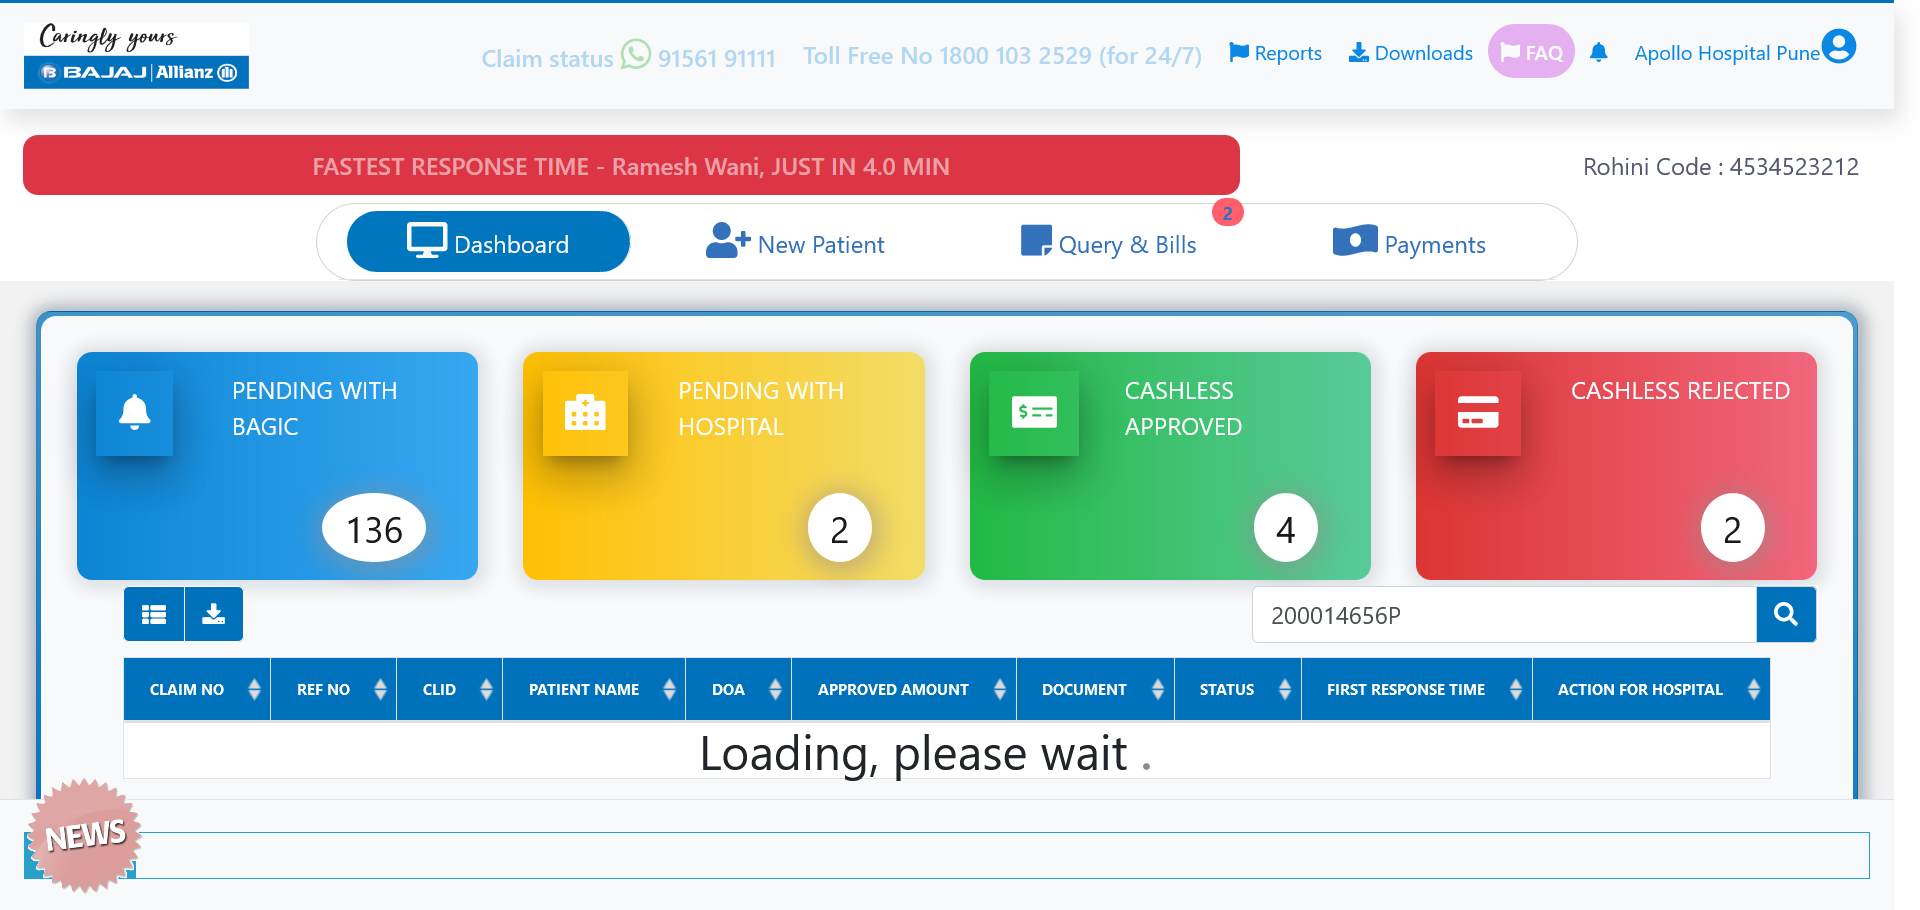 Caringly yours
BAJAJ | Allianz
Claim status 91561 91111
Toll Free No 1800 103 2529 (for 24/7)
Reports
Downloads
FAQ
Apollo Hospital Pune
FASTEST RESPONSE TIME - Ramesh Wani, JUST IN 4.0 MIN
Rohini Code : 4534523212
Dashboard
New Patient
Query & Bills
2
Payments
PENDING WITH
BAGIC
136
PENDING WITH
HOSPITAL
2
CASHLESS
APPROVED
4
CASHLESS REJECTED
2
200014656P
CLAIM NO REF NO CLID PATIENT NAME DOA APPROVED AMOUNT DOCUMENT STATUS FIRST RESPONSE TIME ACTION FOR HOSPITAL
Loading, please wait .
NEWS